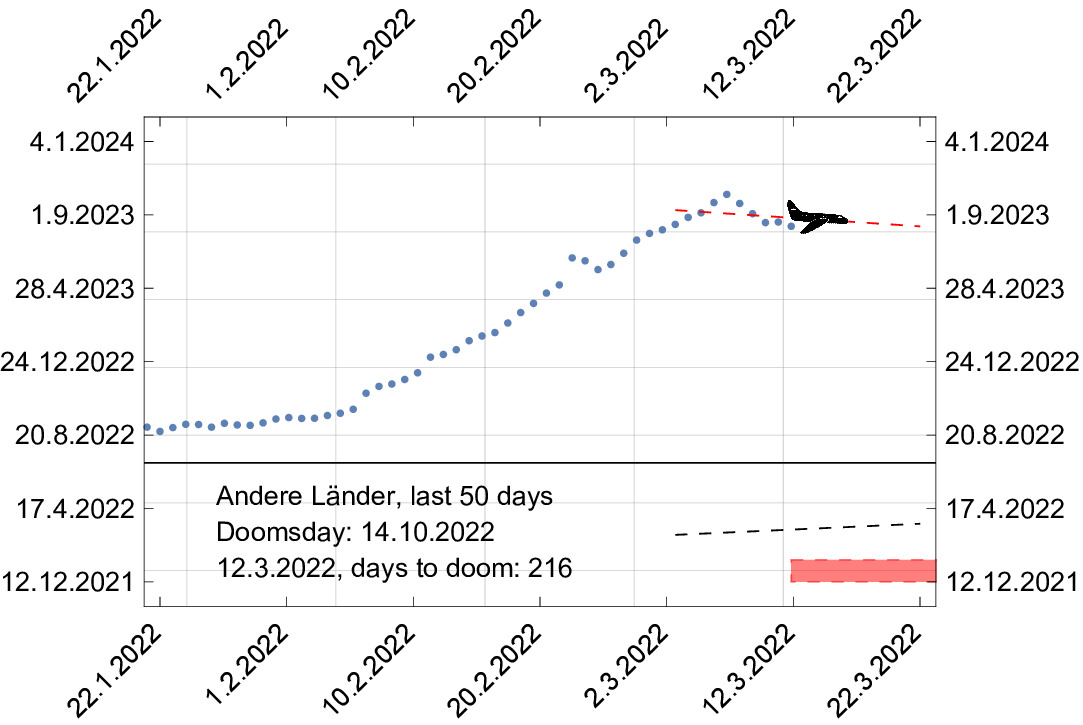 22.1.2022 1.2.2022 10.2.2022 20.2.2022 2.3.2022 12.3.2022 22.3.2022
4.1.2024 4.1.2024
1.9.2023 1.9.2023
28.4.2023 28.4.2023
24.12.2022 24.12.2022
20.8.2022 20.8.2022
Andere Länder, last 50 days
17.4.2022 17.4.2022
Doomsday: 14.10.2022
12.3.2022, days to doom: 216
12.12.2021 12.12.2021
22.1.2022 1.2.2022 10.2.2022 20.2.2022 2.3.2022 12.3.2022 22.3.2022